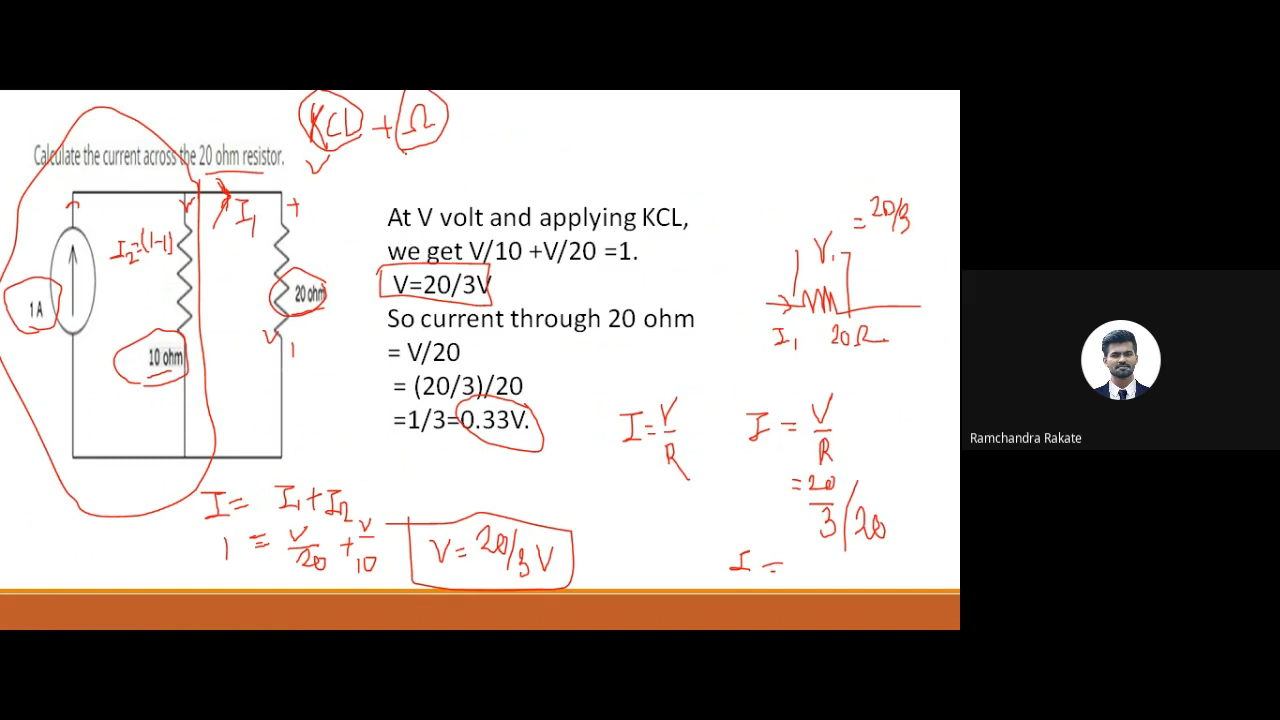 KCL + Ω
Calculate the current across the 20 ohm resistor.
I1
+
I2=(1-1)
1 A
20 ohm
10 ohm
1
At V volt and applying KCL,
we get V/10 +V/20 =1.
V=20/3V
So current through 20 ohm
= V/20
= (20/3)/20
=1/3=0.33V.
= 20/3
V1
I1 20Ω
I = V/R
I = V/R
= 20/3/20
I =
I = I1 + I2
1 = V/20 + V/10
V = 20/3 V
Ramchandra Rakate